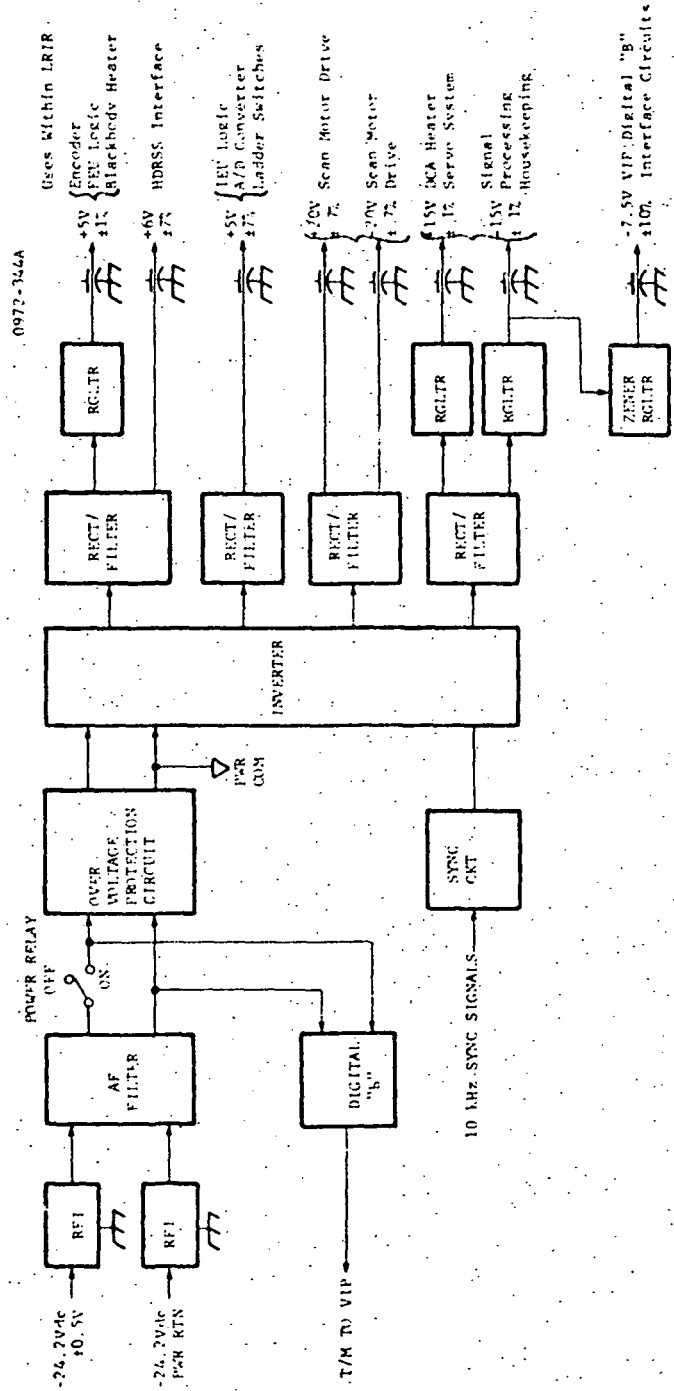 0972-344A
Uses Within LRIR
-24.2Vdc
±0.5V
-24.2Vdc
PWR RTN
RFI
RFI
AF
FILTER
POWER RELAY
OFF
ON
OVER
VOLTAGE
PROTECTION
CIRCUIT
PWR
COM
DIGITAL
"b"
T/M TO VIP
10 kHz SYNC SIGNALS
SYNC
CKT
INVERTER
RECT/
FILTER
RECT/
FILTER
RECT/
FILTER
RECT/
FILTER
RGLTR
RGLTR
RGLTR
ZENER
RGLTR
+5V
±1%
Encoder
FEU Logic
Blackbody Heater
+6V
±7%
HDRSS Interface
+5V
±7%
IEU Logic
A/D Converter
Ladder Switches
+20V Scan Motor Drive
± 7%
-20V Scan Motor
± 7% Drive
+15V DCA Heater
± 1% Servo System
Signal
-15V Processing
± 1% Housekeeping
-7.5V VIP Digital "B"
±10% Interface Circuits